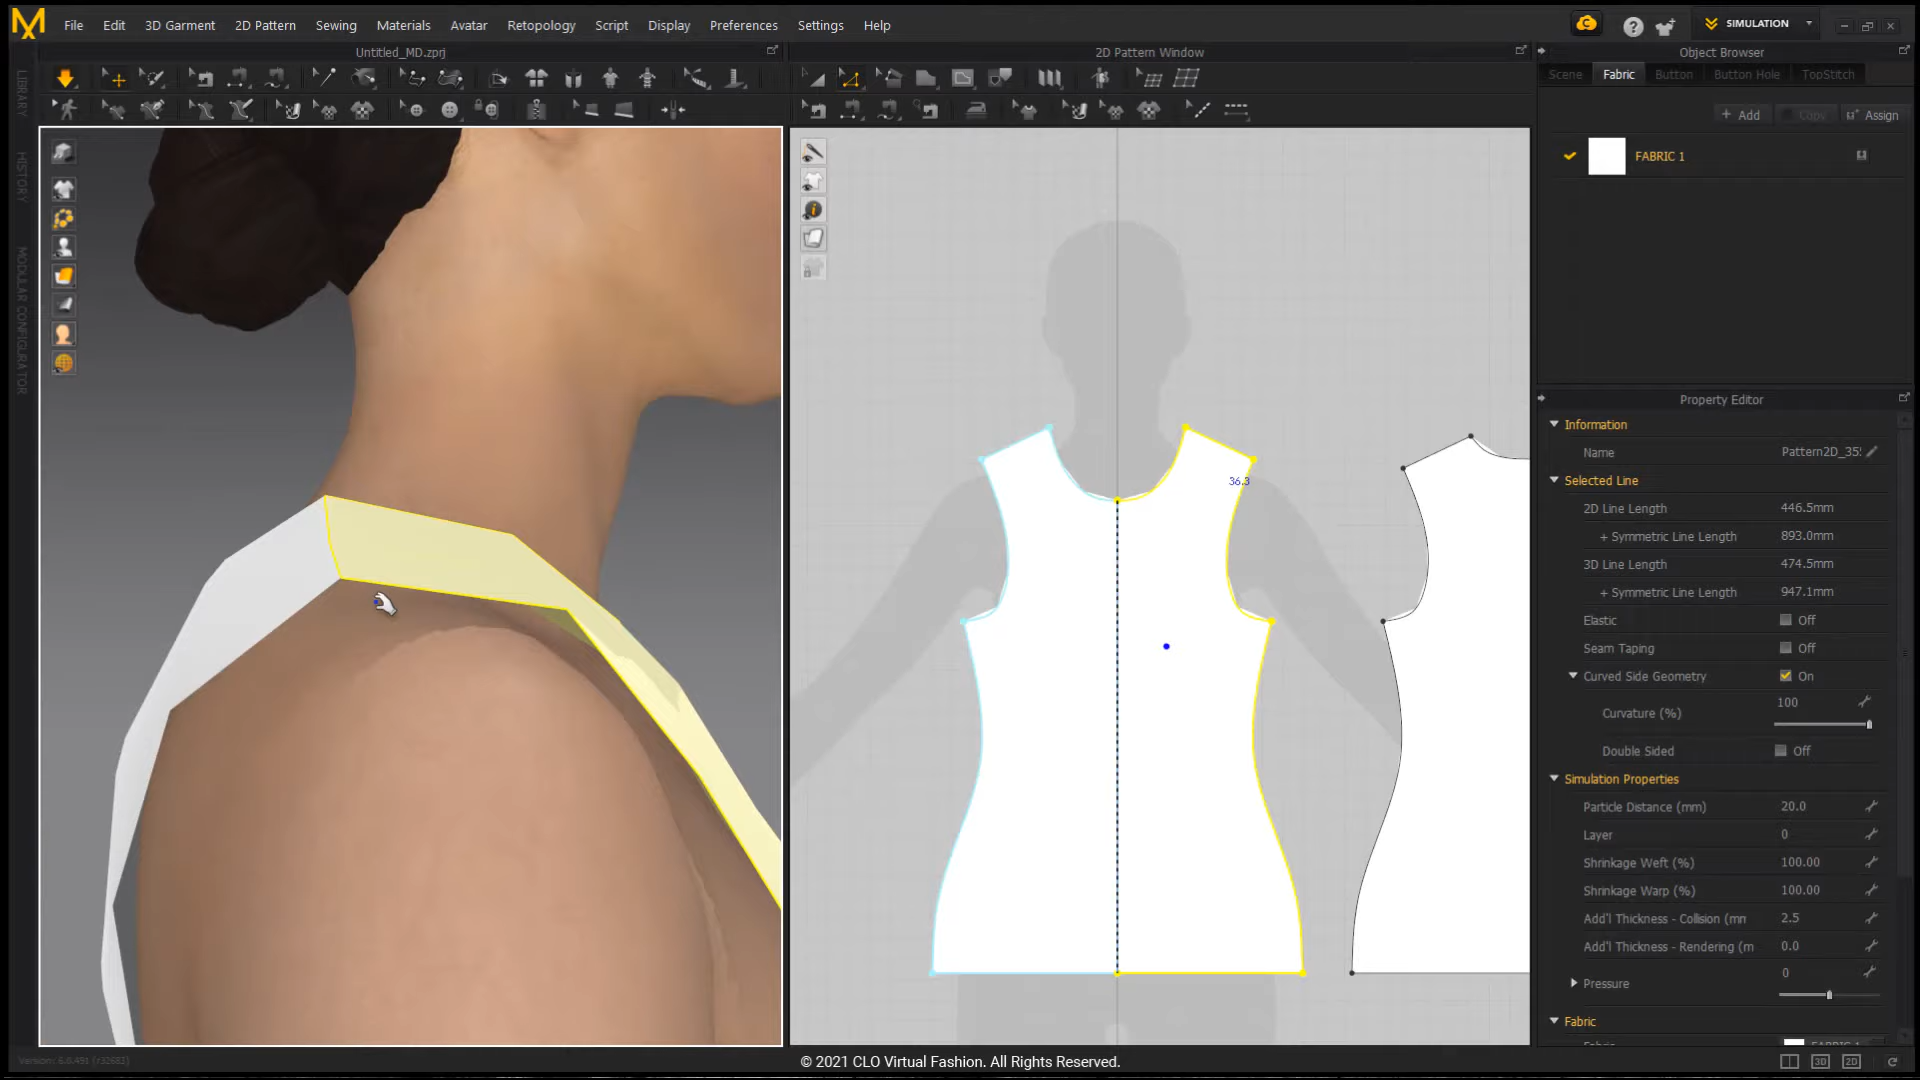 File Edit 3D Garment 2D Pattern Sewing Materials Avatar Retopology Script Display Preferences Settings Help
SIMULATION
Untitled_MD.zprj
2D Pattern Window
Object Browser
Scene Fabric Button Button Hole TopStitch
+ Add Copy Assign
FABRIC 1
LIBRARY
HISTORY
MODULAR CONFIGURATOR
36.3
Property Editor
Information
Name Pattern2D_35
Selected Line
2D Line Length 446.5mm
+ Symmetric Line Length 893.0mm
3D Line Length 474.5mm
+ Symmetric Line Length 947.1mm
Elastic Off
Seam Taping Off
Curved Side Geometry On
Curvature (%) 100
Double Sided Off
Simulation Properties
Particle Distance (mm) 20.0
Layer 0
Shrinkage Weft (%) 100.00
Shrinkage Warp (%) 100.00
Add'l Thickness - Collision (mm 2.5
Add'l Thickness - Rendering (m 0.0
Pressure 0
Fabric
Fabric FABRIC 1
Version: 6.0.491 (r32683)
© 2021 CLO Virtual Fashion. All Rights Reserved.
3D 2D